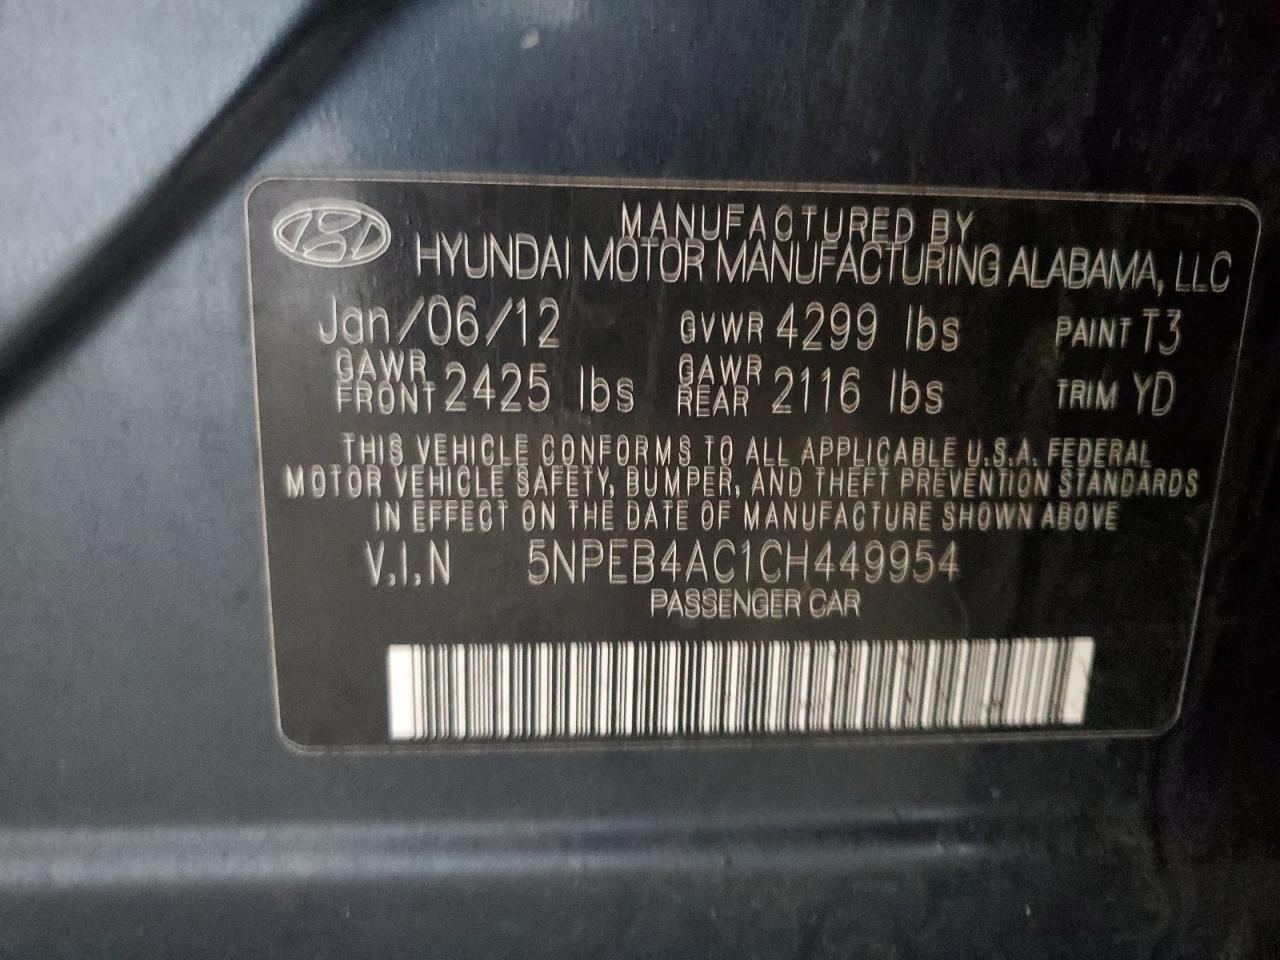 MANUFACTURED BY
HYUNDAI MOTOR MANUFACTURING ALABAMA, LLC
Jan/06/12 GVWR 4299 lbs PAINT T3
GAWR FRONT 2425 lbs GAWR REAR 2116 lbs TRIM YD
THIS VEHICLE CONFORMS TO ALL APPLICABLE U.S.A. FEDERAL
MOTOR VEHICLE SAFETY, BUMPER, AND THEFT PREVENTION STANDARDS
IN EFFECT ON THE DATE OF MANUFACTURE SHOWN ABOVE
V.I.N 5NPEB4AC1CH449954
PASSENGER CAR